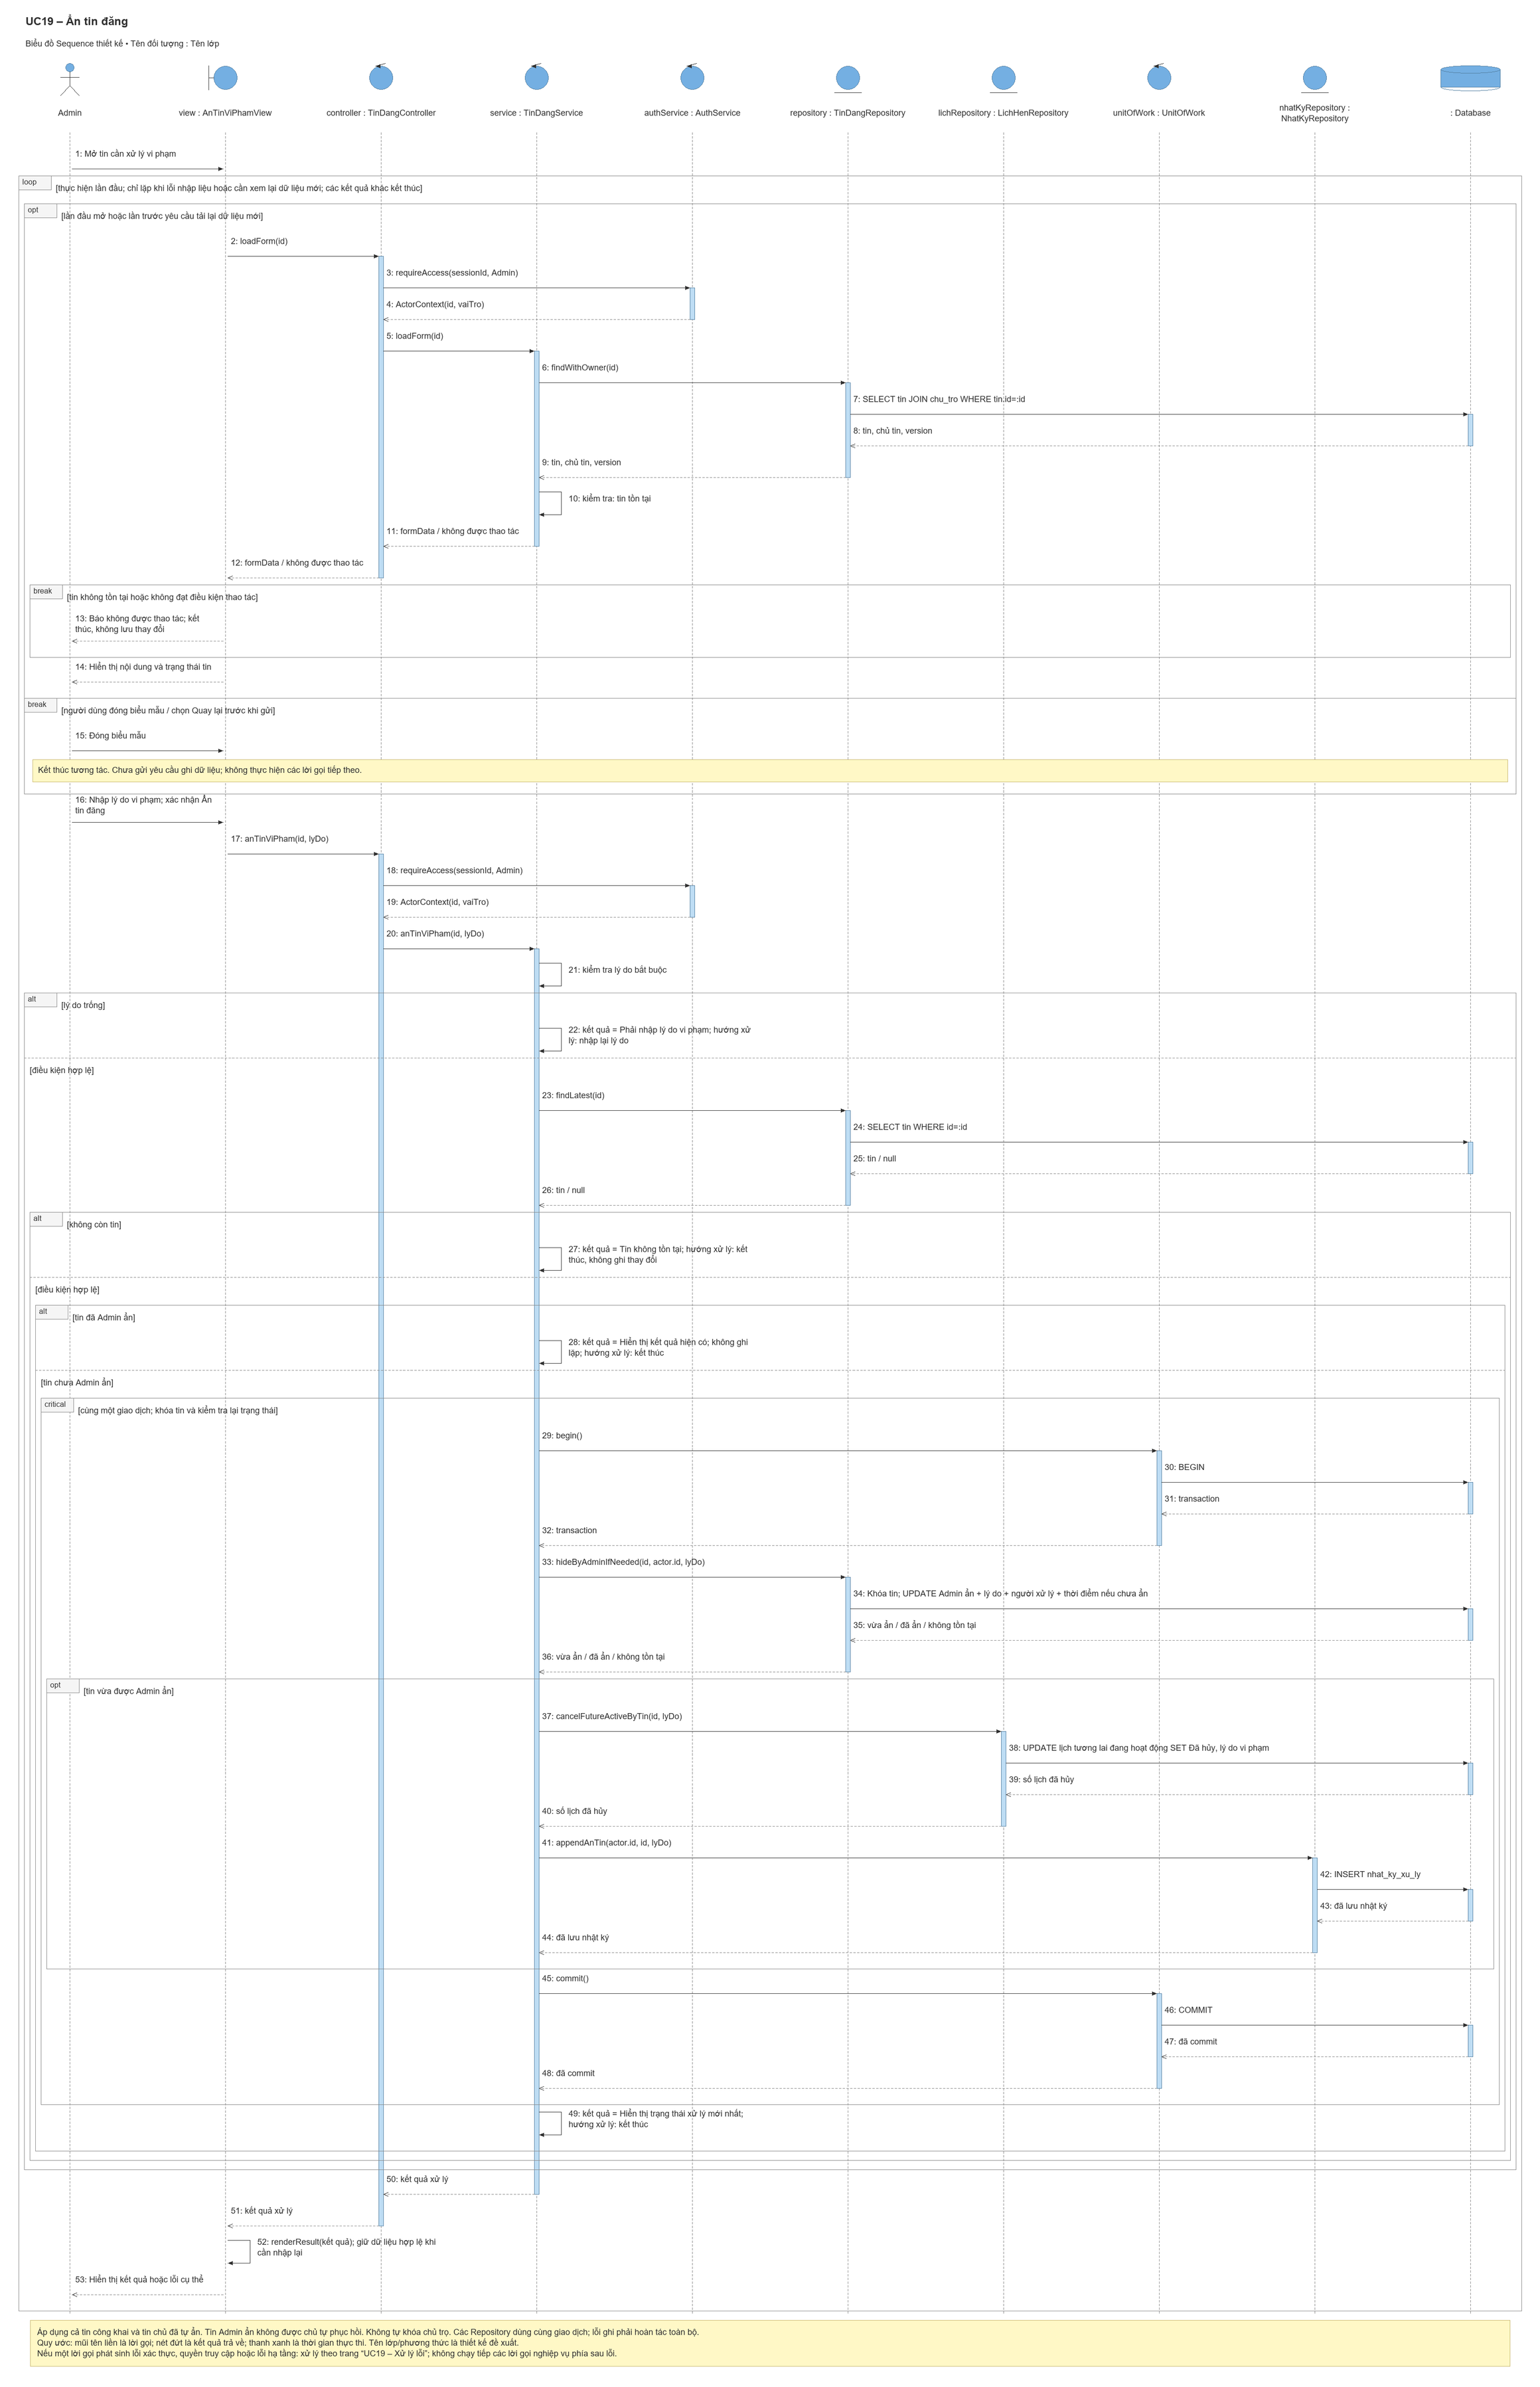 UC19 – Ẩn tin đăng
Biểu đồ Sequence thiết kế • Tên đối tượng : Tên lớp
Admin
view : AnTinViPhamView
controller : TinDangController
service : TinDangService
authService : AuthService
repository : TinDangRepository
lichRepository : LichHenRepository
unitOfWork : UnitOfWork
nhatKyRepository :
NhatKyRepository
: Database
1: Mở tin cần xử lý vi phạm
loop
[thực hiện lần đầu; chỉ lặp khi lỗi nhập liệu hoặc cần xem lại dữ liệu mới; các kết quả khác kết thúc]
opt
[lần đầu mở hoặc lần trước yêu cầu tải lại dữ liệu mới]
2: loadForm(id)
3: requireAccess(sessionId, Admin)
4: ActorContext(id, vaiTro)
5: loadForm(id)
6: findWithOwner(id)
7: SELECT tin JOIN chu_tro WHERE tin.id=:id
8: tin, chủ tin, version
9: tin, chủ tin, version
10: kiểm tra: tin tồn tại
11: formData / không được thao tác
12: formData / không được thao tác
break
[tin không tồn tại hoặc không đạt điều kiện thao tác]
13: Báo không được thao tác; kết
thúc, không lưu thay đổi
14: Hiển thị nội dung và trạng thái tin
break
[người dùng đóng biểu mẫu / chọn Quay lại trước khi gửi]
15: Đóng biểu mẫu
Kết thúc tương tác. Chưa gửi yêu cầu ghi dữ liệu; không thực hiện các lời gọi tiếp theo.
16: Nhập lý do vi phạm; xác nhận Ẩn
tin đăng
17: anTinViPham(id, lyDo)
18: requireAccess(sessionId, Admin)
19: ActorContext(id, vaiTro)
20: anTinViPham(id, lyDo)
21: kiểm tra lý do bắt buộc
alt
[lý do trống]
22: kết quả = Phải nhập lý do vi phạm; hướng xử
lý: nhập lại lý do
[điều kiện hợp lệ]
23: findLatest(id)
24: SELECT tin WHERE id=:id
25: tin / null
26: tin / null
alt
[không còn tin]
27: kết quả = Tin không tồn tại; hướng xử lý: kết
thúc, không ghi thay đổi
[điều kiện hợp lệ]
alt
[tin đã Admin ẩn]
28: kết quả = Hiển thị kết quả hiện có; không ghi
lặp; hướng xử lý: kết thúc
[tin chưa Admin ẩn]
critical
[cùng một giao dịch; khóa tin và kiểm tra lại trạng thái]
29: begin()
30: BEGIN
31: transaction
32: transaction
33: hideByAdminIfNeeded(id, actor.id, lyDo)
34: Khóa tin; UPDATE Admin ẩn + lý do + người xử lý + thời điểm nếu chưa ẩn
35: vừa ẩn / đã ẩn / không tồn tại
36: vừa ẩn / đã ẩn / không tồn tại
opt
[tin vừa được Admin ẩn]
37: cancelFutureActiveByTin(id, lyDo)
38: UPDATE lịch tương lai đang hoạt động SET Đã hủy, lý do vi phạm
39: số lịch đã hủy
40: số lịch đã hủy
41: appendAnTin(actor.id, id, lyDo)
42: INSERT nhat_ky_xu_ly
43: đã lưu nhật ký
44: đã lưu nhật ký
45: commit()
46: COMMIT
47: đã commit
48: đã commit
49: kết quả = Hiển thị trạng thái xử lý mới nhất;
hướng xử lý: kết thúc
50: kết quả xử lý
51: kết quả xử lý
52: renderResult(kết quả); giữ dữ liệu hợp lệ khi
cần nhập lại
53: Hiển thị kết quả hoặc lỗi cụ thể
Áp dụng cả tin công khai và tin chủ đã tự ẩn. Tin Admin ẩn không được chủ tự phục hồi. Không tự khóa chủ trọ. Các Repository dùng cùng giao dịch; lỗi ghi phải hoàn tác toàn bộ.
Quy ước: mũi tên liền là lời gọi; nét đứt là kết quả trả về; thanh xanh là thời gian thực thi. Tên lớp/phương thức là thiết kế đề xuất.
Nếu một lời gọi phát sinh lỗi xác thực, quyền truy cập hoặc lỗi hạ tầng: xử lý theo trang “UC19 – Xử lý lỗi”; không chạy tiếp các lời gọi nghiệp vụ phía sau lỗi.